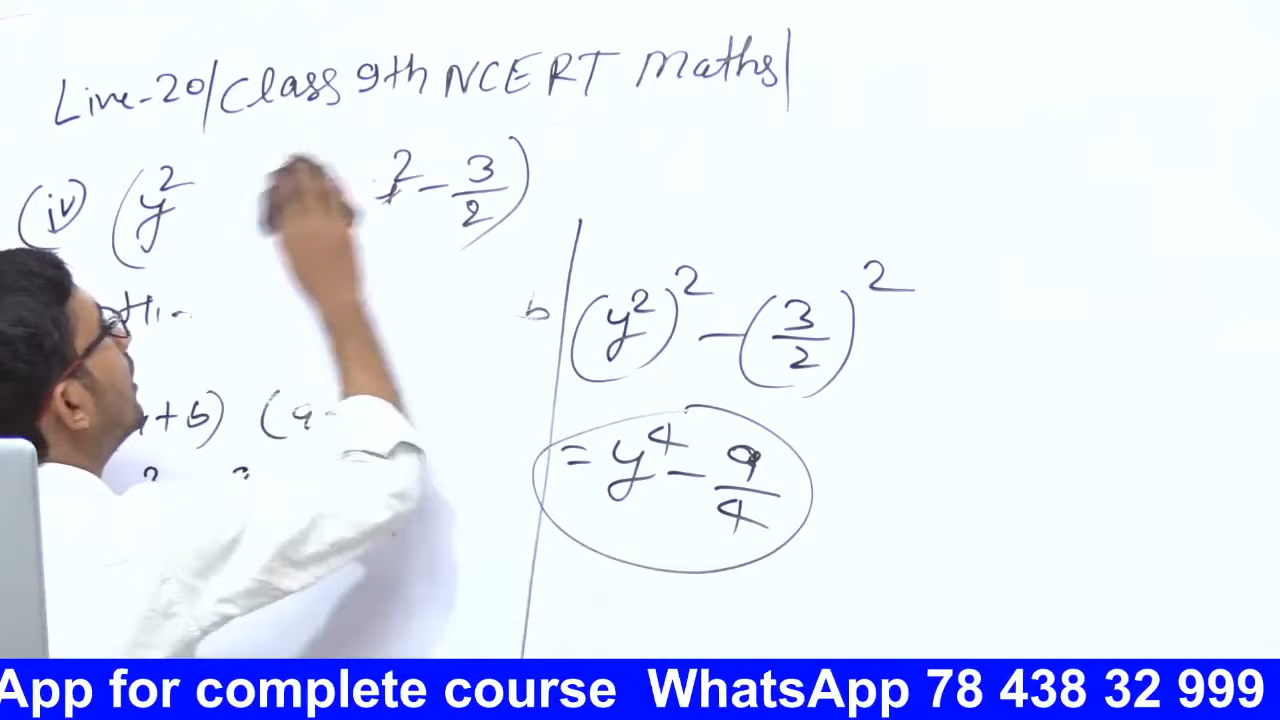 Live-20/Class 9th NCERT Maths|
(iv) (y² ² - 3/2)
+ b) (a-
b
(y²)² - (3/2)²
= y⁴ - 9/4
App for complete course WhatsApp 78 438 32 999